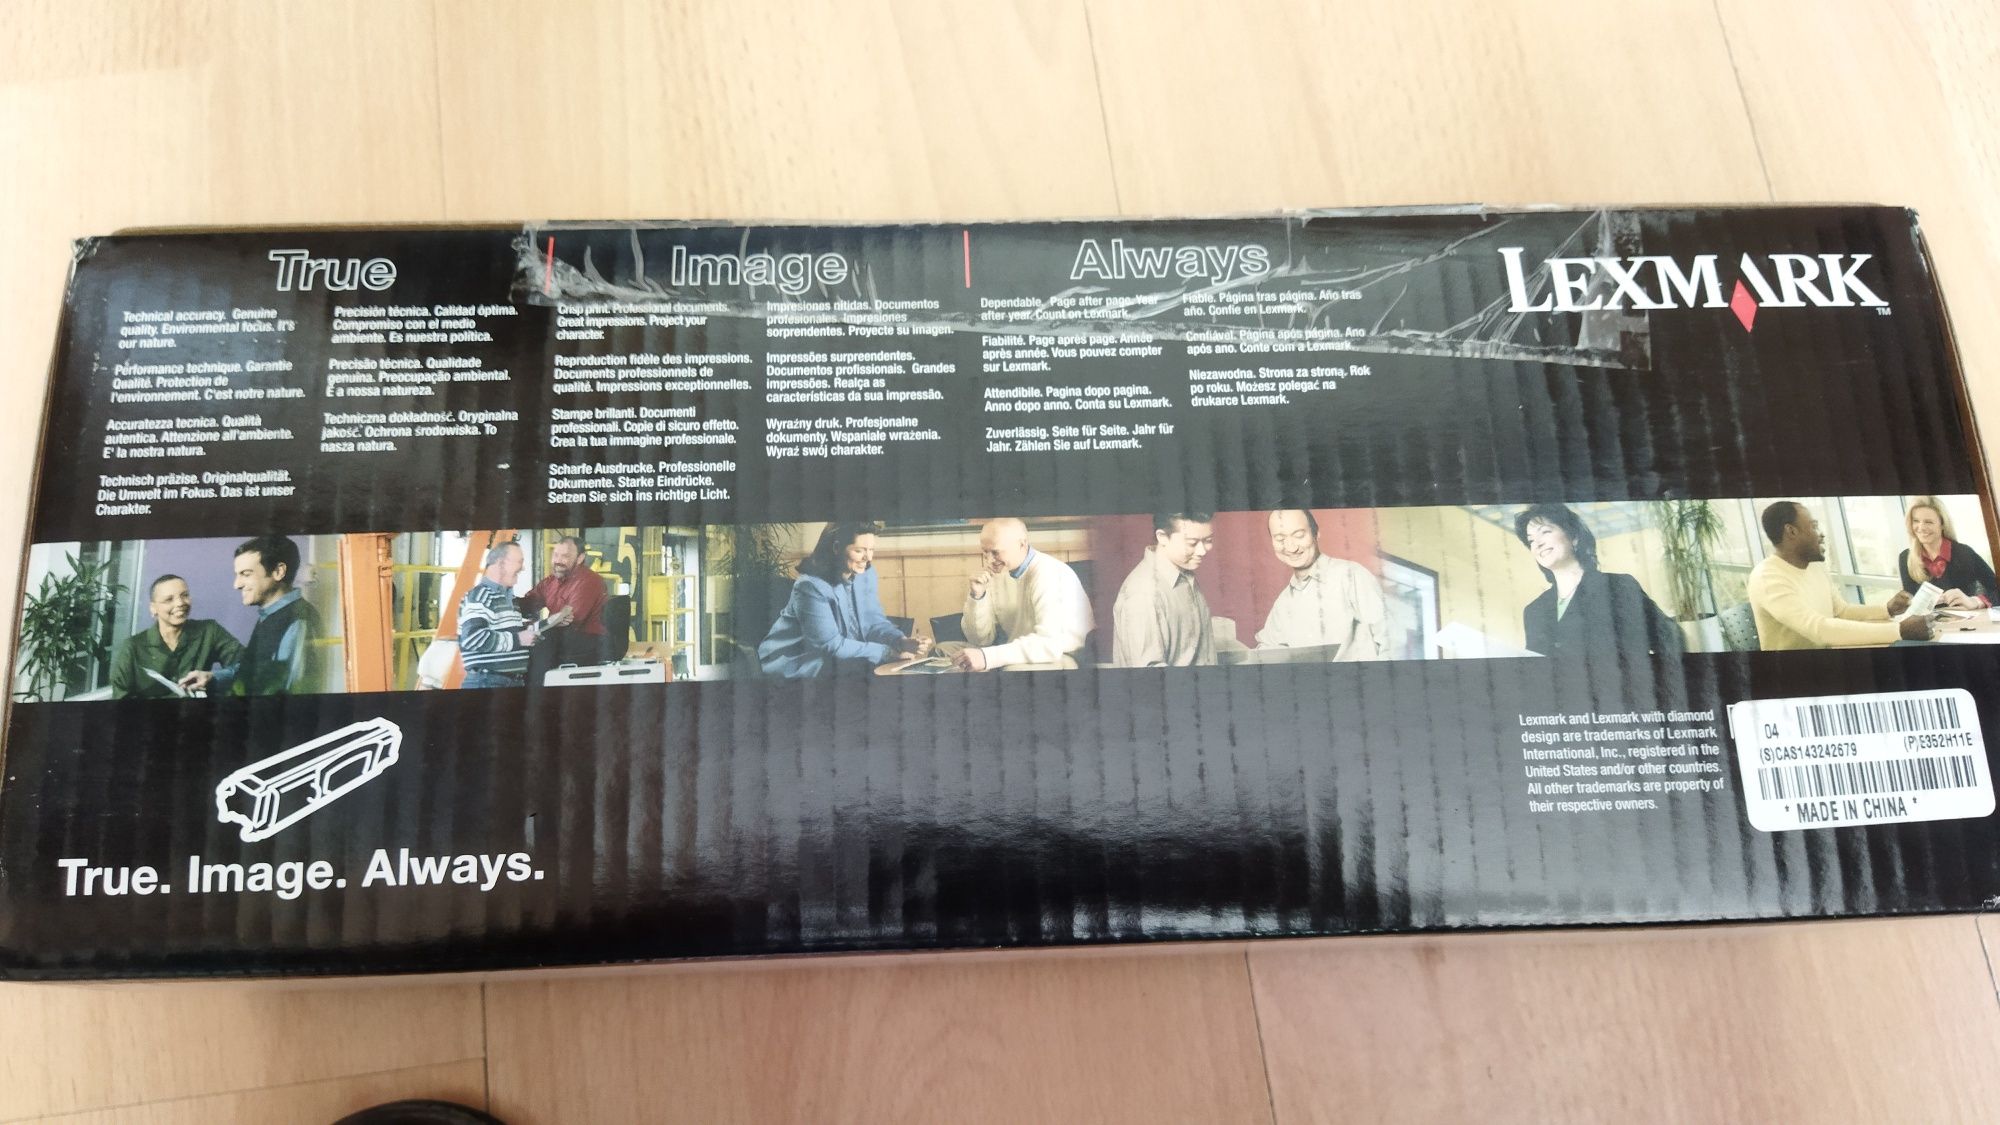 True
Technical accuracy. Genuine
quality. Environmental focus. It's
our nature.
Performance technique. Garantie
Qualité. Protection de
l'environnement. C'est notre nature.
Accuratezza tecnica. Qualità
autentica. Attenzione all'ambiente.
E' la nostra natura.
Technisch präzise. Originalqualität.
Die Umwelt im Fokus. Das ist unser
Charakter.
Precisión técnica. Calidad óptima.
Compromiso con el medio
ambiente. Es nuestra política.
Precisão técnica. Qualidade
genuína. Preocupação ambiental.
É a nossa natureza.
Techniczna dokładność. Oryginalna
jakość. Ochrona środowiska. To
nasza natura.
Image
Crisp print. Professional documents.
Great impressions. Project your
character.
Reproduction fidèle des impressions.
Documents professionnels de
qualité. Impressions exceptionnelles.
Stampe brillanti. Documenti
professionali. Copie di sicuro effetto.
Crea la tua immagine professionale.
Scharfe Ausdrucke. Professionelle
Dokumente. Starke Eindrücke.
Setzen Sie sich ins richtige Licht.
Impresiones nítidas. Documentos
profesionales. Impresiones
sorprendentes. Proyecte su imagen.
Impressões surpreendentes.
Documentos profissionais. Grandes
impressões. Realça as
características da sua impressão.
Wyraźny druk. Profesjonalne
dokumenty. Wspaniałe wrażenia.
Wyraź swój charakter.
Always
Dependable. Page after page. Year
after year. Count on Lexmark.
Fiabilité. Page après page. Année
après année. Vous pouvez compter
sur Lexmark.
Attendibile. Pagina dopo pagina.
Anno dopo anno. Conta su Lexmark.
Zuverlässig. Seite für Seite. Jahr für
Jahr. Zählen Sie auf Lexmark.
Fiable. Página tras página. Año tras
año. Confíe en Lexmark.
Confiável. Página após página. Ano
após ano. Conte com a Lexmark.
Niezawodna. Strona za stroną. Rok
po roku. Możesz polegać na
drukarce Lexmark.
LEXMARK™
5
True. Image. Always.
Lexmark and Lexmark with diamond
design are trademarks of Lexmark
International, Inc., registered in the
United States and/or other countries.
All other trademarks are property of
their respective owners.
04
(S)CAS143242679 (P)E352H11E
* MADE IN CHINA *